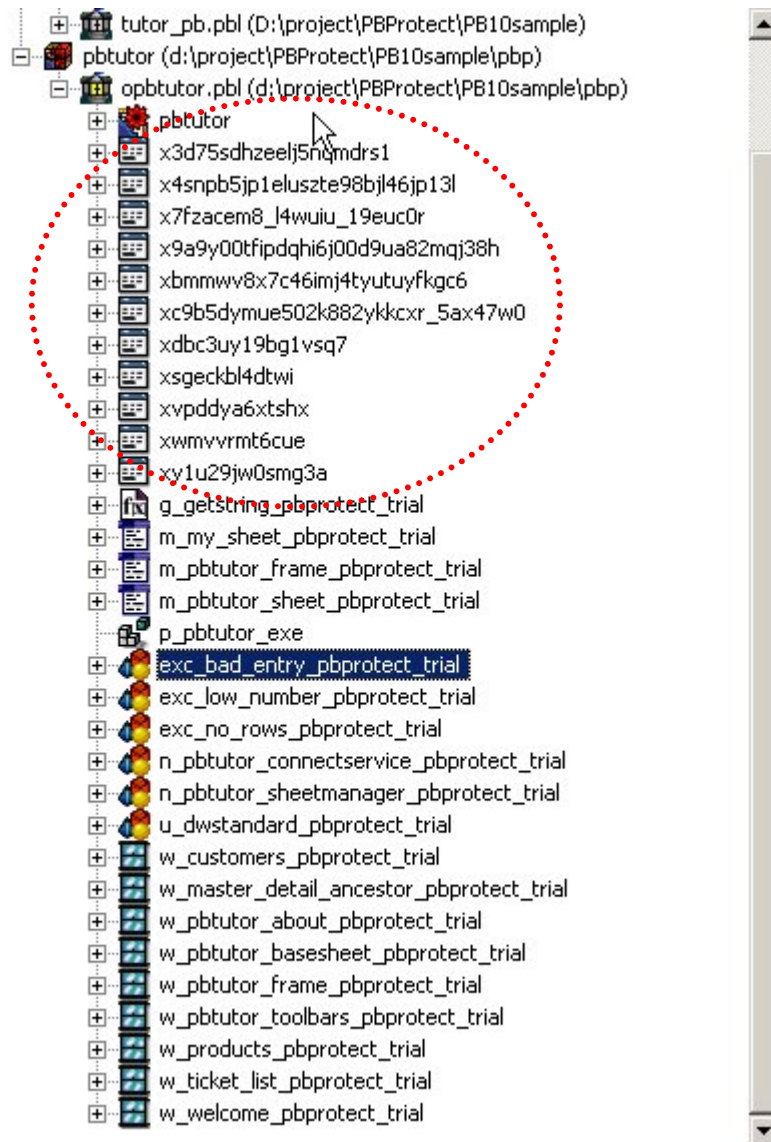 tutor_pb.pbl (D:\project\PBProtect\PB10sample)
pbtutor (d:\project\PBProtect\PB10sample\pbp)
opbtutor.pbl (d:\project\PBProtect\PB10sample\pbp)
pbtutor
x3d75sdhzeelj5nqmdrs1
x4snpb5jp1eluszte98bjl46jp13l
x7fzacem8_l4wuiu_19euc0r
x9a9y00tfipdqhi6j00d9ua82mqj38h
xbmmwv8x7c46imj4tyutuyfkgc6
xc9b5dymue502k882ykkcxr_5ax47w0
xdbc3uy19bg1vsq7
xsgeckbl4dtwi
xvpddya6xtshx
xwmvvrmt6cue
xy1u29jw0smg3a
g_getstring_pbprotect_trial
m_my_sheet_pbprotect_trial
m_pbtutor_frame_pbprotect_trial
m_pbtutor_sheet_pbprotect_trial
p_pbtutor_exe
exc_bad_entry_pbprotect_trial
exc_low_number_pbprotect_trial
exc_no_rows_pbprotect_trial
n_pbtutor_connectservice_pbprotect_trial
n_pbtutor_sheetmanager_pbprotect_trial
u_dwstandard_pbprotect_trial
w_customers_pbprotect_trial
w_master_detail_ancestor_pbprotect_trial
w_pbtutor_about_pbprotect_trial
w_pbtutor_basesheet_pbprotect_trial
w_pbtutor_frame_pbprotect_trial
w_pbtutor_toolbars_pbprotect_trial
w_products_pbprotect_trial
w_ticket_list_pbprotect_trial
w_welcome_pbprotect_trial